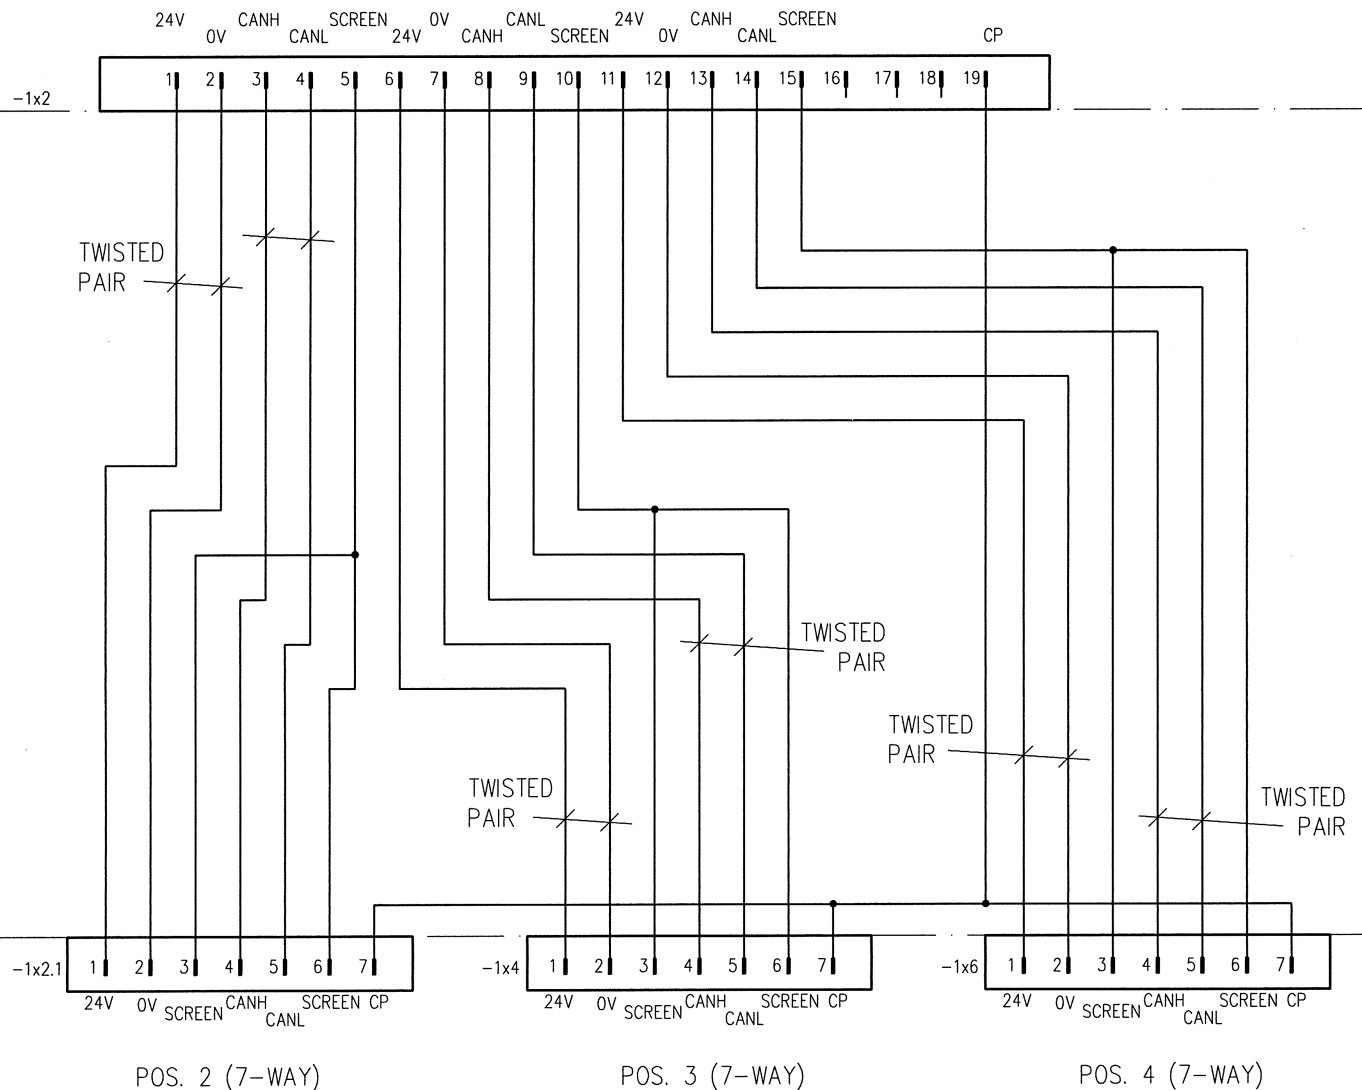 24V CANH SCREEN 0V CANL 24V CANH SCREEN
0V CANL 24V CANH SCREEN 0V CANL CP
1 2 3 4 5 6 7 8 9 10 11 12 13 14 15 16 17 18 19
-1x2
TWISTED
PAIR
TWISTED
PAIR
TWISTED
PAIR
TWISTED
PAIR
TWISTED
PAIR
-1x2.1 1 2 3 4 5 6 7
24V 0V SCREEN CANH CANL SCREEN CP
-1x4 1 2 3 4 5 6 7
24V 0V SCREEN CANH CANL SCREEN CP
-1x6 1 2 3 4 5 6 7
24V 0V SCREEN CANH CANL SCREEN CP
POS. 2 (7-WAY)
POS. 3 (7-WAY)
POS. 4 (7-WAY)